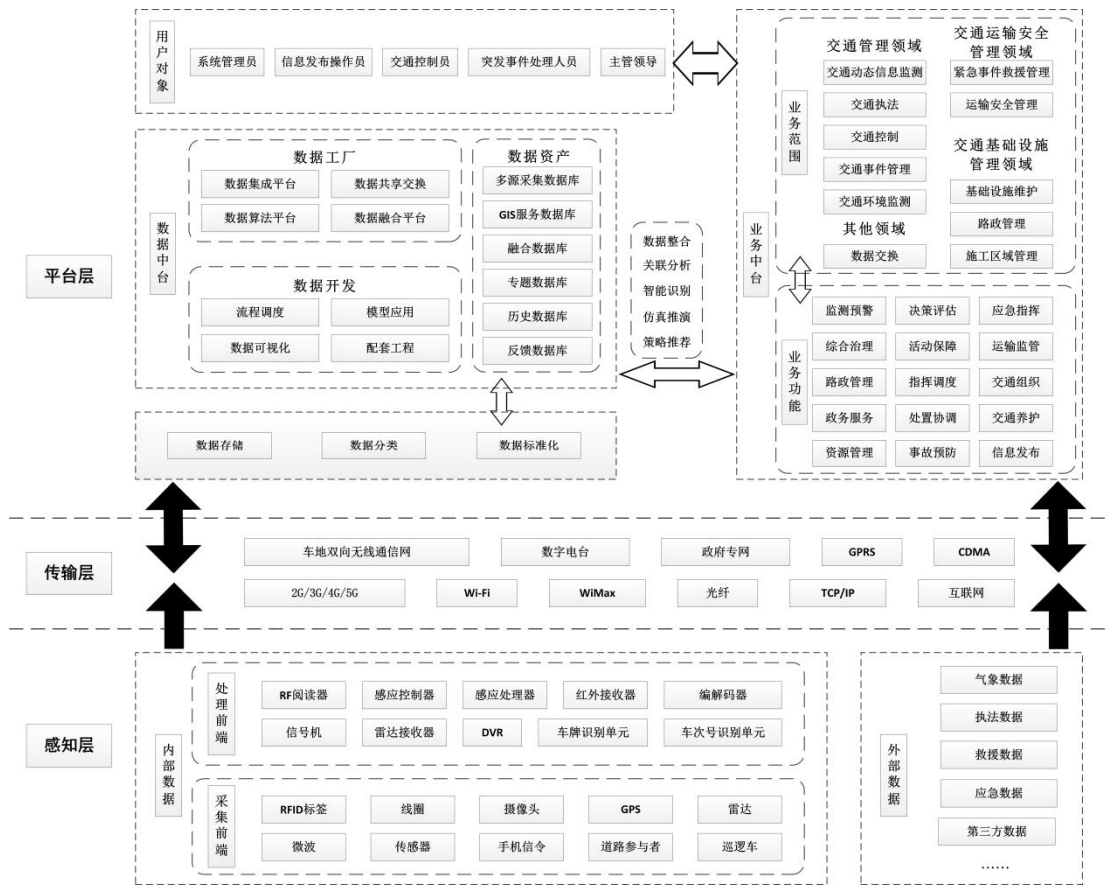 平台层
用户对象
系统管理员
信息发布操作员
交通控制员
突发事件处理人员
主管领导
数据中台
数据工厂
数据集成平台
数据共享交换
数据算法平台
数据融合平台
数据开发
流程调度
模型应用
数据可视化
配套工程
数据资产
多源采集数据库
GIS服务数据库
融合数据库
专题数据库
历史数据库
反馈数据库
数据整合
关联分析
智能识别
仿真推演
策略推荐
数据存储
数据分类
数据标准化
业务中台
业务范围
交通管理领域
交通动态信息监测
交通执法
交通控制
交通事件管理
交通环境监测
其他领域
数据交换
交通运输安全
管理领域
紧急事件救援管理
运输安全管理
交通基础设施
管理领域
基础设施维护
路政管理
施工区域管理
业务功能
监测预警
决策评估
应急指挥
综合治理
活动保障
运输监管
路政管理
指挥调度
交通组织
政务服务
处置协调
交通养护
资源管理
事故预防
信息发布
传输层
车地双向无线通信网
数字电台
政府专网
GPRS
CDMA
2G/3G/4G/5G
Wi-Fi
WiMax
光纤
TCP/IP
互联网
感知层
内部数据
处理前端
RF阅读器
感应控制器
感应处理器
红外接收器
编解码器
信号机
雷达接收器
DVR
车牌识别单元
车次号识别单元
采集前端
RFID标签
线圈
摄像头
GPS
雷达
微波
传感器
手机信令
道路参与者
巡逻车
外部数据
气象数据
执法数据
救援数据
应急数据
第三方数据
……